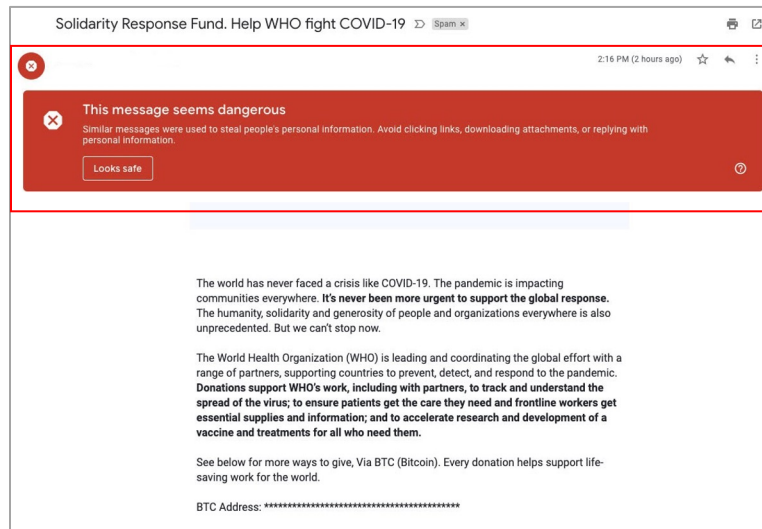 Solidarity Response Fund. Help WHO fight COVID-19 Spam x
2:16 PM (2 hours ago)
This message seems dangerous
Similar messages were used to steal people's personal information. Avoid clicking links, downloading attachments, or replying with
personal information.
Looks safe
The world has never faced a crisis like COVID-19. The pandemic is impacting
communities everywhere. It's never been more urgent to support the global response.
The humanity, solidarity and generosity of people and organizations everywhere is also
unprecedented. But we can't stop now.
The World Health Organization (WHO) is leading and coordinating the global effort with a
range of partners, supporting countries to prevent, detect, and respond to the pandemic.
Donations support WHO's work, including with partners, to track and understand the
spread of the virus; to ensure patients get the care they need and frontline workers get
essential supplies and information; and to accelerate research and development of a
vaccine and treatments for all who need them.
See below for more ways to give, Via BTC (Bitcoin). Every donation helps support life-
saving work for the world.
BTC Address: ******************************************